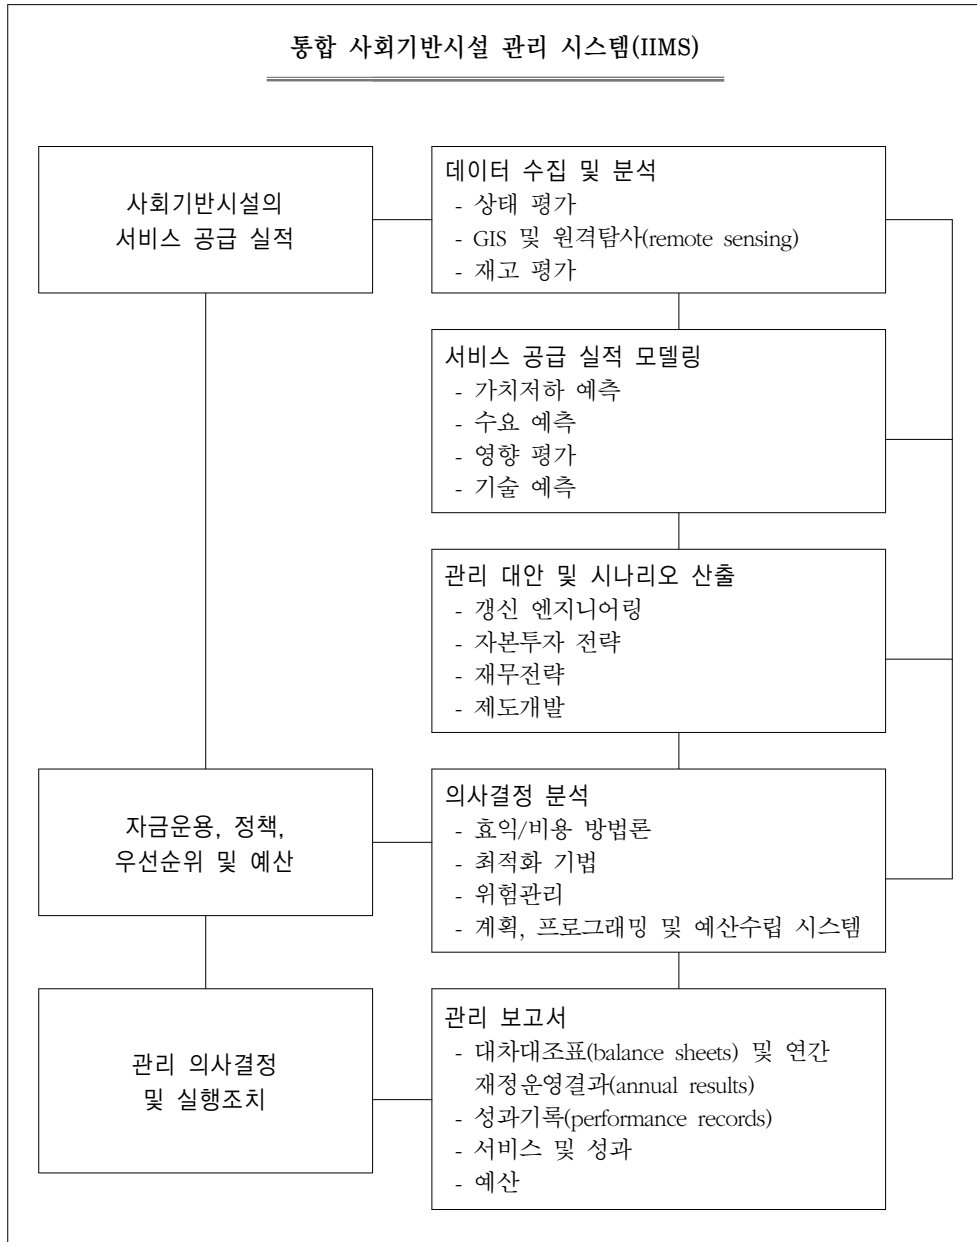 통합 사회기반시설 관리 시스템(IIMS)
사회기반시설의
서비스 공급 실적
데이터 수집 및 분석
- 상태 평가
- GIS 및 원격탐사(remote sensing)
- 재고 평가
서비스 공급 실적 모델링
- 가치저하 예측
- 수요 예측
- 영향 평가
- 기술 예측
관리 대안 및 시나리오 산출
- 갱신 엔지니어링
- 자본투자 전략
- 재무전략
- 제도개발
자금운용, 정책,
우선순위 및 예산
의사결정 분석
- 효익/비용 방법론
- 최적화 기법
- 위험관리
- 계획, 프로그래밍 및 예산수립 시스템
관리 의사결정
및 실행조치
관리 보고서
- 대차대조표(balance sheets) 및 연간
재정운영결과(annual results)
- 성과기록(performance records)
- 서비스 및 성과
- 예산